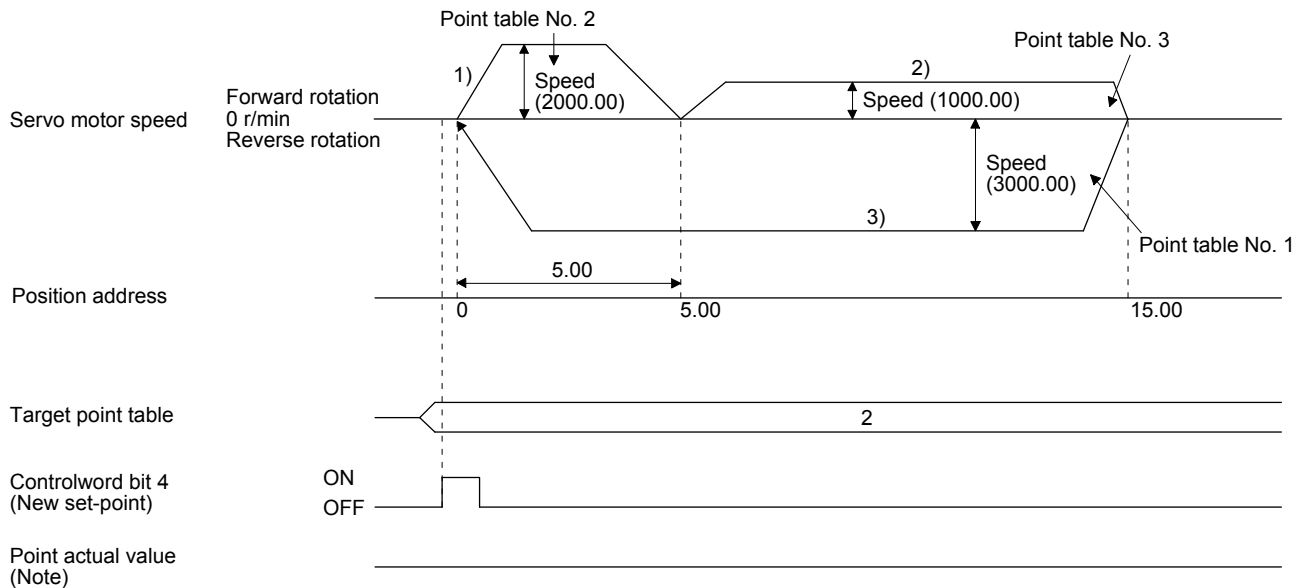 Point table No. 2
Point table No. 3
1)
2)
Speed
(2000.00)
Speed (1000.00)
Servo motor speed
Forward rotation
0 r/min
Reverse rotation
Speed
(3000.00)
3)
Point table No. 1
5.00
Position address
0
5.00
15.00
Target point table
2
Controlword bit 4
(New set-point)
ON
OFF
Point actual value
(Note)